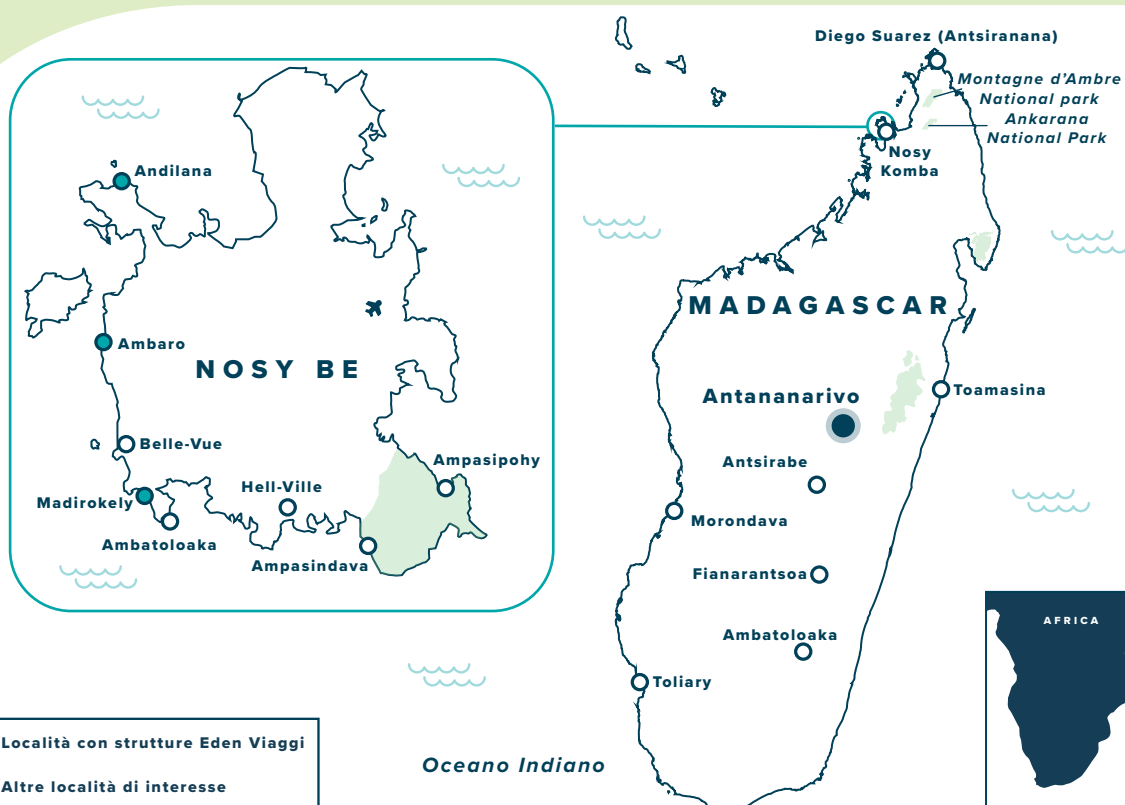 Diego Suarez (Antsiranana)
Montagne d'Ambre
National park
Ankarana
National Park
Nosy
Komba
Andilana
MADAGASCAR
Ambaro
NOSY BE
Antananarivo
Toamasina
Belle-Vue
Ampasipohy
Antsirabe
Hell-Ville
Madirokely
Morondava
Ambatoloaka
Ampasindava
Fianarantsoa
AFRICA
Ambatoloaka
Toliary
Località con strutture Eden Viaggi
Oceano Indiano
Altre località di interesse